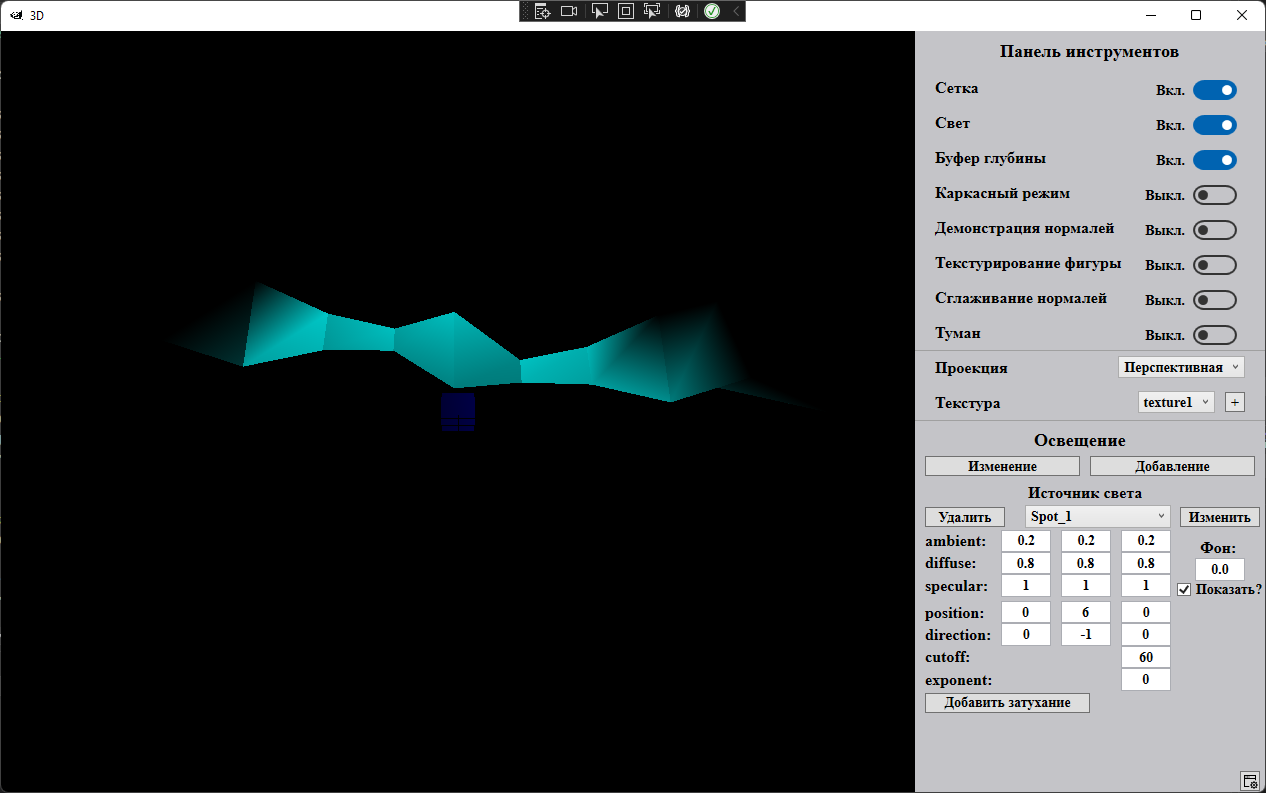 3D
Панель инструментов
Сетка Вкл.
Свет Вкл.
Буфер глубины Вкл.
Каркасный режим Выкл.
Демонстрация нормалей Выкл.
Текстурирование фигуры Выкл.
Сглаживание нормалей Выкл.
Туман Выкл.
Проекция Перспективная
Текстура texture1 +
Освещение
Изменение Добавление
Источник света
Удалить Spot_1 Изменить
ambient: 0.2 0.2 0.2
Фон:
diffuse: 0.8 0.8 0.8
0.0
specular: 1 1 1
Показать?
position: 0 6 0
direction: 0 -1 0
cutoff: 60
exponent: 0
Добавить затухание